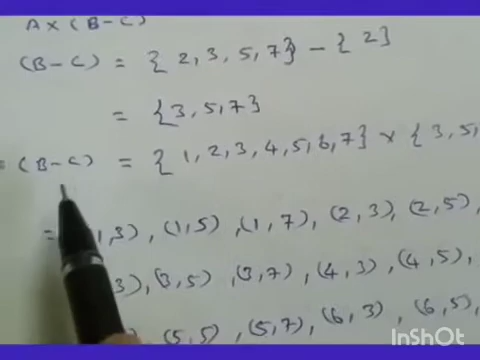 A × (B – C)
(B – C) = { 2, 3, 5, 7} – { 2}
= {3, 5, 7}
= (B – C) = { 1, 2, 3, 4, 5, 6, 7} × { 3, 5,
= 1, 3), (1, 5), (1, 7), (2, 3), (2, 5),
3), (3, 5), (3, 7), (4, 3), (4, 5),
(5, 5), (5, 7), (6, 3), (6, 5),
InShOt